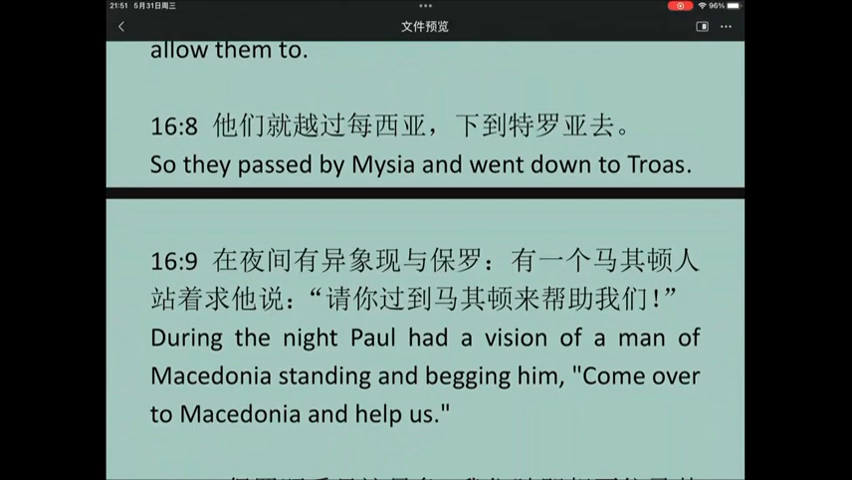 21:51 5月31日周三
96%
文件预览
allow them to.
16:8 他们就越过每西亚，下到特罗亚去。
So they passed by Mysia and went down to Troas.
16:9 在夜间有异象现与保罗：有一个马其顿人
站着求他说：“请你过到马其顿来帮助我们！”
During the night Paul had a vision of a man of
Macedonia standing and begging him, "Come over
to Macedonia and help us."